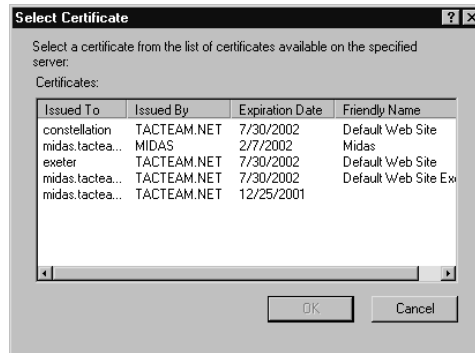 Select Certificate
Select a certificate from the list of certificates available on the specified
server:
Certificates:
Issued To Issued By Expiration Date Friendly Name
constellation TACTEAM.NET 7/30/2002 Default Web Site
midas.tactea... MIDAS 2/7/2002 Midas
exeter TACTEAM.NET 7/30/2002 Default Web Site
midas.tactea... TACTEAM.NET 7/30/2002 Default Web Site Ex
midas.tactea... TACTEAM.NET 12/25/2001
OK Cancel